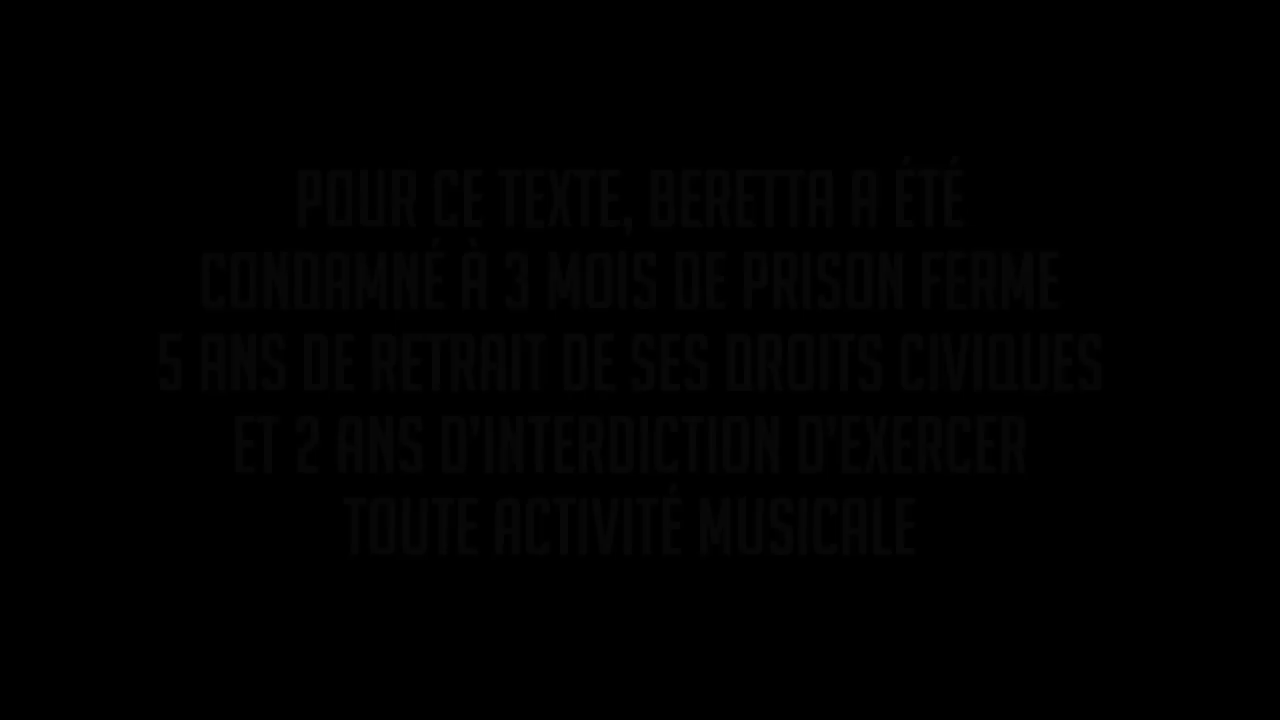 POUR CE TEXTE, BERETTA A ÉTÉ
CONDAMNÉ À 3 MOIS DE PRISON FERME
5 ANS DE RETRAIT DE SES DROITS CIVIQUES
ET 2 ANS D'INTERDICTION D'EXERCER
TOUTE ACTIVITÉ MUSICALE